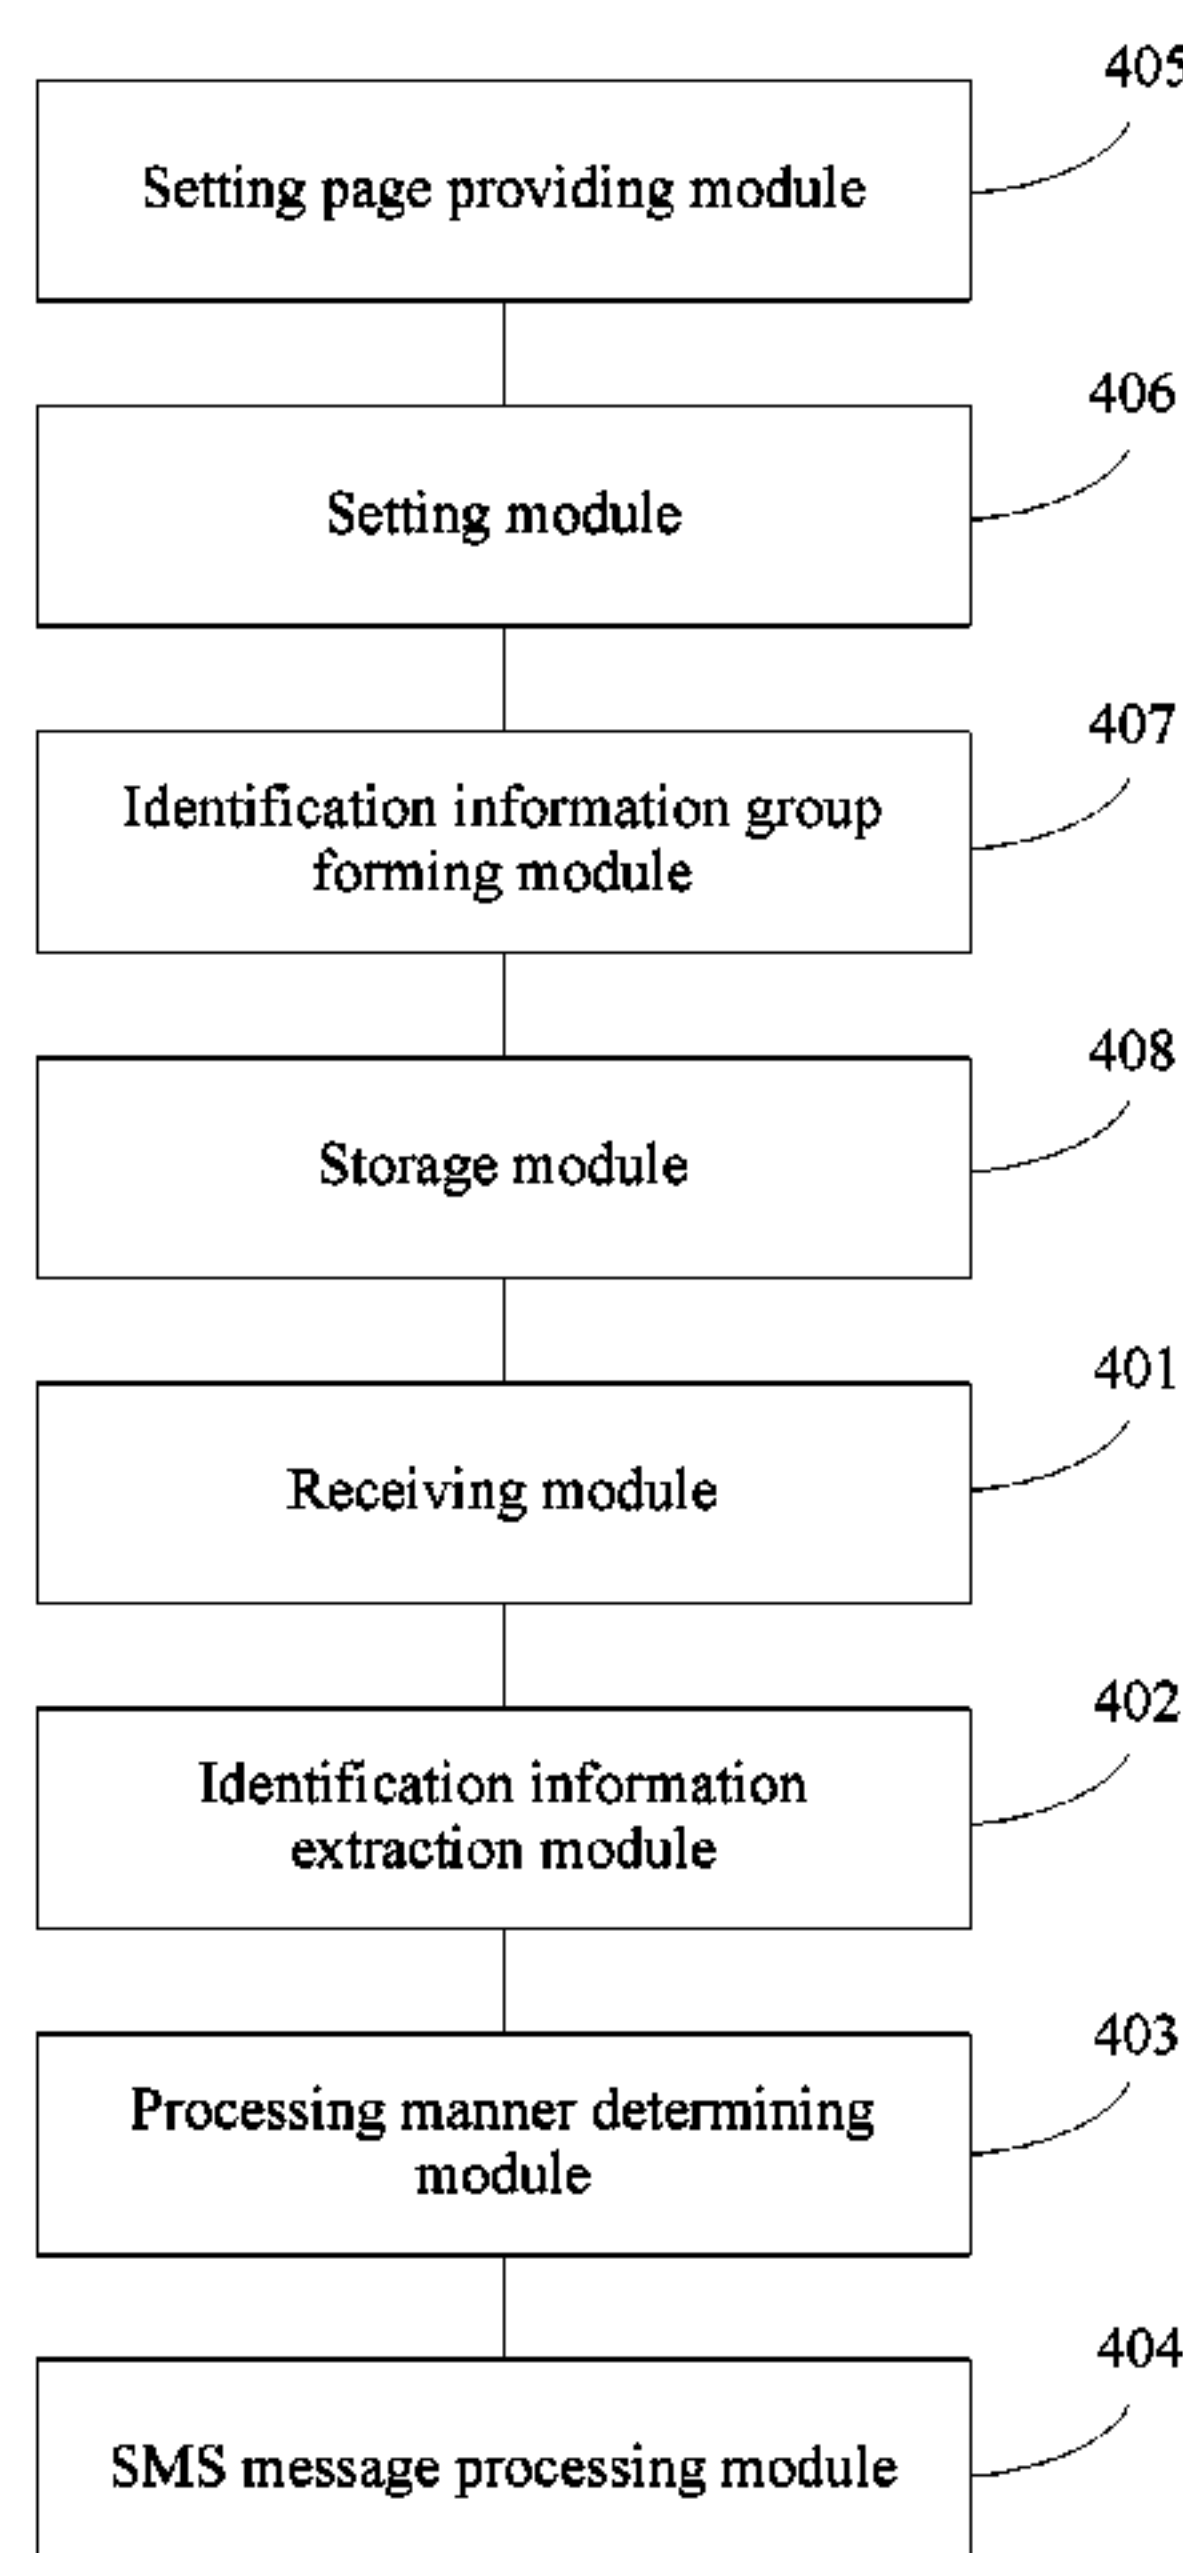 405
Setting page providing module
406
Setting module
407
Identification information group
forming module
408
Storage module
401
Receiving module
402
Identification information
extraction module
403
Processing manner determining
module
404
SMS message processing module